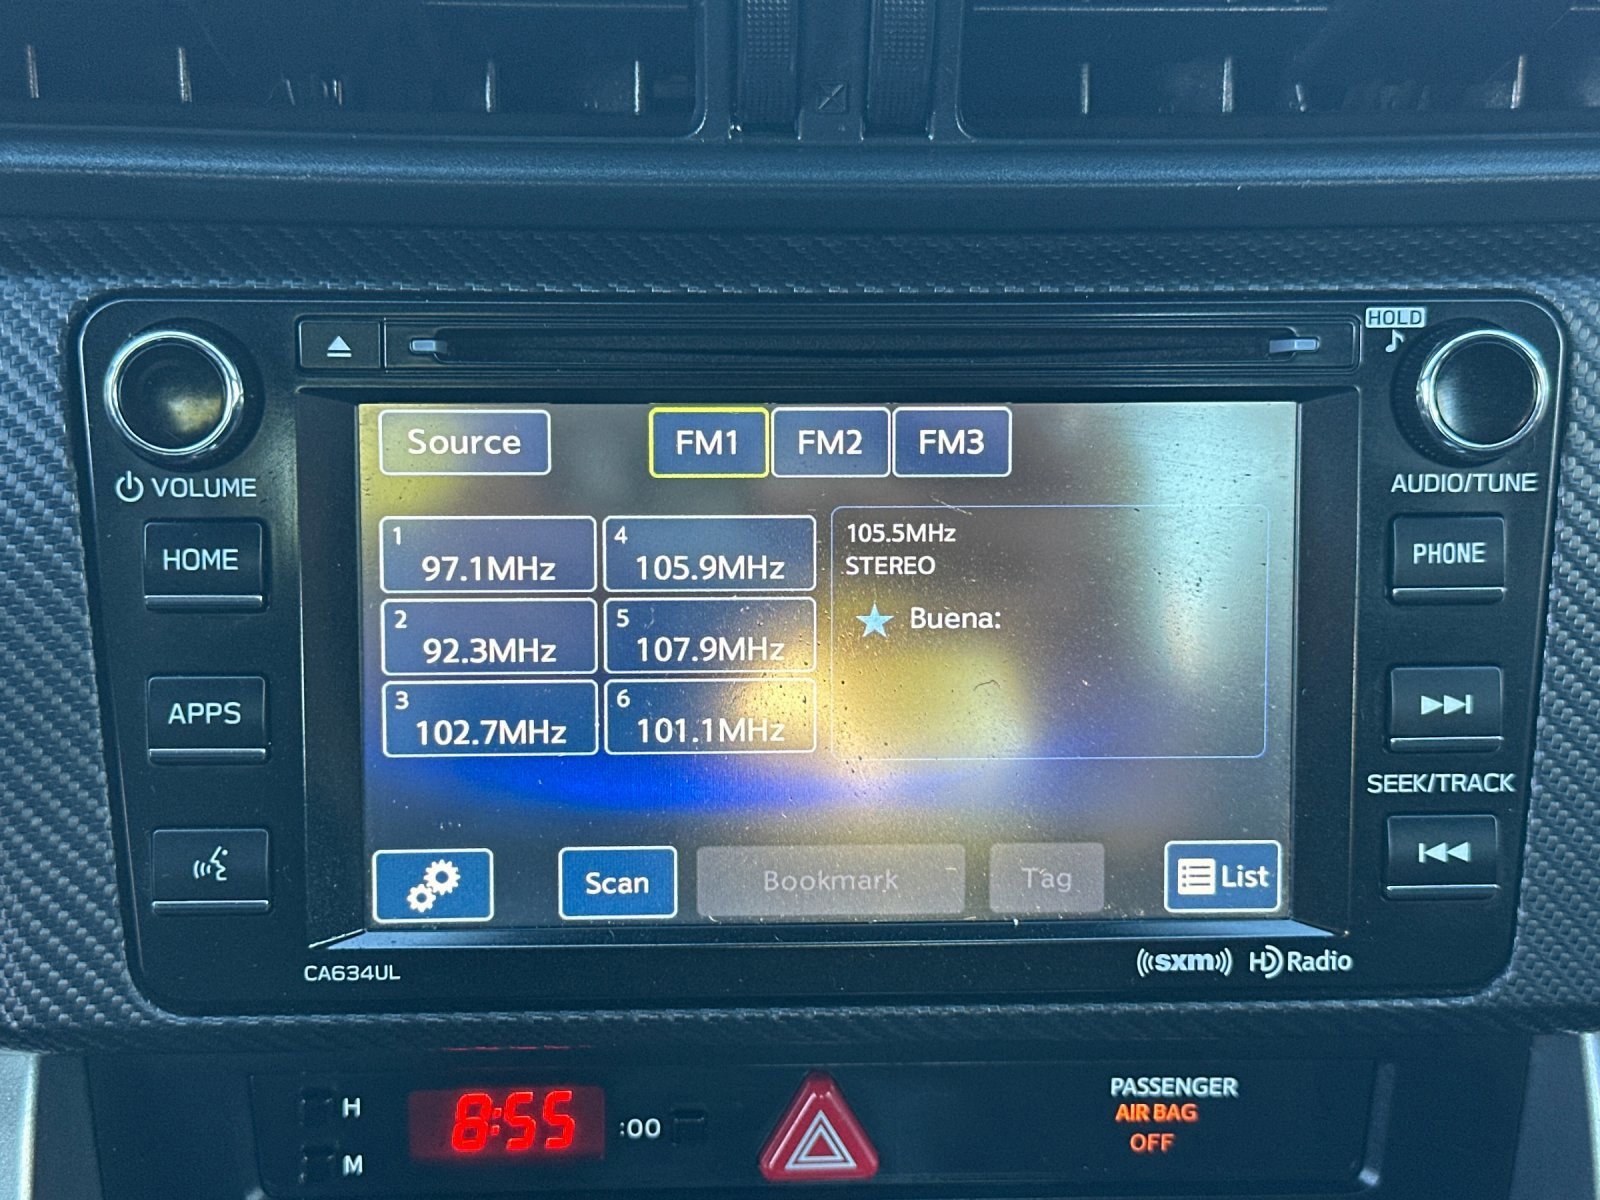 HOLD
Source
FM1
FM2
FM3
VOLUME
AUDIO/TUNE
HOME
PHONE
1
97.1MHz
4
105.9MHz
2
92.3MHz
5
107.9MHz
3
102.7MHz
6
101.1MHz
105.5MHz
STEREO
Buena:
APPS
SEEK/TRACK
Scan
Bookmark
Tag
List
CA634UL
((sxm))
HD Radio
H
M
8:55
:00
PASSENGER
AIR BAG
OFF